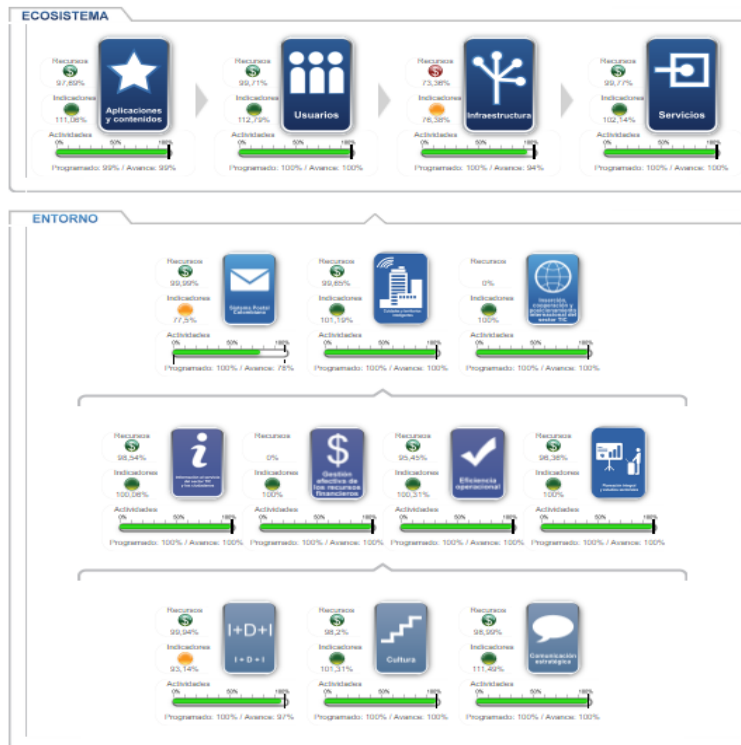 ECOSISTEMA
Recursos
97,69%
Indicadores
111,06%
Aplicaciones
y contenidos
Actividades
0% 50% 100%
Programado: 99% / Avance: 99%
Recursos
99,71%
Indicadores
112,79%
Usuarios
Actividades
0% 50% 100%
Programado: 100% / Avance: 100%
Recursos
73,36%
Indicadores
76,38%
Infraestructura
Actividades
0% 50% 100%
Programado: 100% / Avance: 94%
Recursos
99,77%
Indicadores
102,14%
Servicios
Actividades
0% 50% 100%
Programado: 100% / Avance: 100%
ENTORNO
Recursos
99,99%
Indicadores
77,5%
Sistema Postal
Colombiano
Actividades
0% 50% 100%
Programado: 100% / Avance: 78%
Recursos
99,65%
Indicadores
101,19%
Actividades
0% 50% 100%
Programado: 100% / Avance: 100%
Recursos
0%
Indicadores
100%
Inserción,
cooperación y
posicionamiento
internacional del
sector TIC
Actividades
0% 50% 100%
Programado: 100% / Avance: 100%
Recursos
98,54%
Indicadores
100,06%
Actividades
0% 50% 100%
Programado: 100% / Avance: 100%
Recursos
0%
Indicadores
100%
$
Gestión
efectiva de
los recursos
financieros
Actividades
0% 50% 100%
Programado: 100% / Avance: 100%
Recursos
95,45%
Indicadores
100,31%
Eficiencia
operacional
Actividades
0% 50% 100%
Programado: 100% / Avance: 100%
Recursos
98,36%
Indicadores
100%
Actividades
0% 50% 100%
Programado: 100% / Avance: 100%
Recursos
99,94%
Indicadores
93,14%
I+D+I
I + D + I
Actividades
0% 50% 100%
Programado: 100% / Avance: 97%
Recursos
98,2%
Indicadores
101,31%
Cultura
Actividades
0% 50% 100%
Programado: 100% / Avance: 100%
Recursos
98,99%
Indicadores
111,49%
Comunicación
estratégica
Actividades
0% 50% 100%
Programado: 100% / Avance: 100%